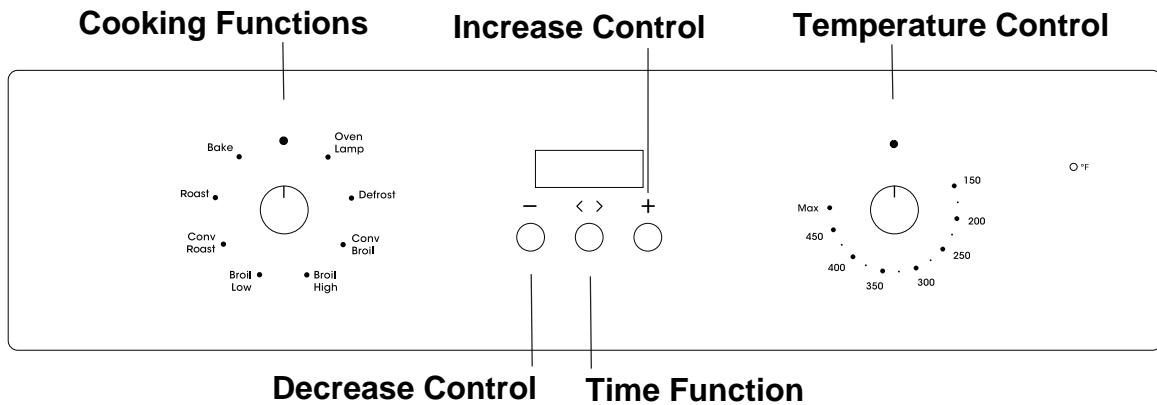 Cooking Functions
Increase Control
Temperature Control
Bake
Oven
Lamp
Roast
Defrost
Conv
Roast
Conv
Broil
Broil
Low
Broil
High
− < > +
°F
150
200
250
300
350
400
450
Max
Decrease Control
Time Function